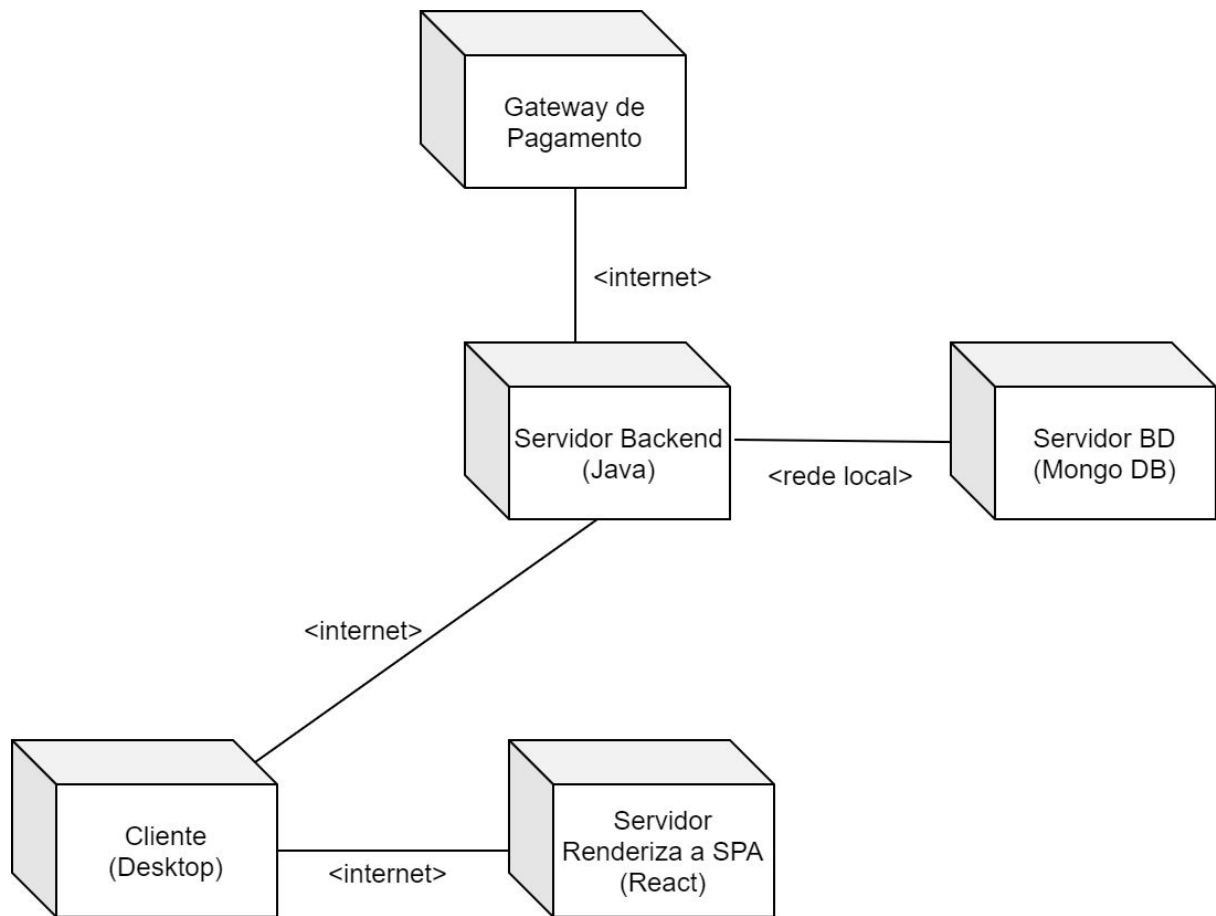 Gateway de
Pagamento
<internet>
Servidor Backend
(Java)
<rede local>
Servidor BD
(Mongo DB)
<internet>
Cliente
(Desktop)
<internet>
Servidor
Renderiza a SPA
(React)